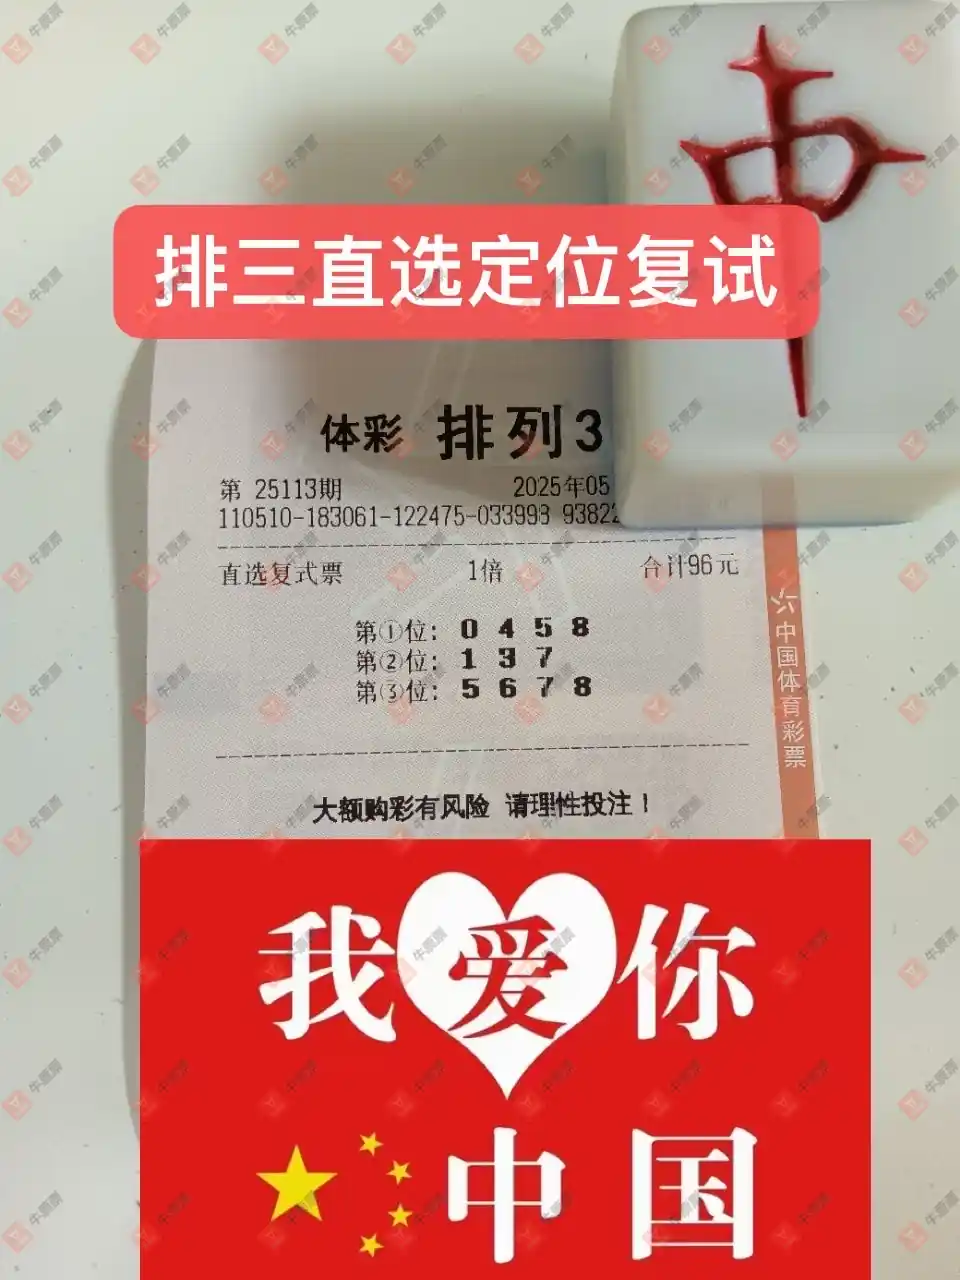 中
排三直选定位复试
体彩 排列3
第 25113期 2025年05
110510-183061-122475-033993 9382
直选复式票 1倍 合计96元
第①位: 0 4 5 8
第②位: 1 3 7
第③位: 5 6 7 8
中国体育彩票
大额购彩有风险 请理性投注!
我爱你
中国
牛票票